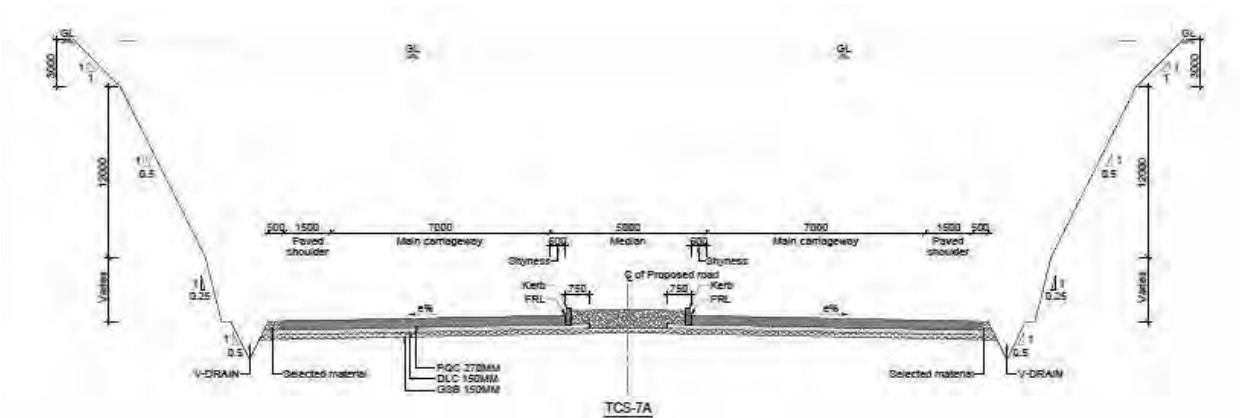 GL GL GL GL
3000 1 1 1 1 3000
12000 1 0.5 1 0.5 12000
500 1500 7000 600 5000 600 7000 1500 500
Paved shoulder Main carriageway Median Main carriageway Paved shoulder
Shyness Shyness
Varies 1 0.25 1 0.25 Varies
℄ of Proposed road
Kerb 750 750 Kerb
FRL FRL
e% e%
1 0.5 1 0.5
V-DRAIN Selected material Selected material V-DRAIN
PQC 270MM
DLC 150MM
GSB 150MM
TCS-7A